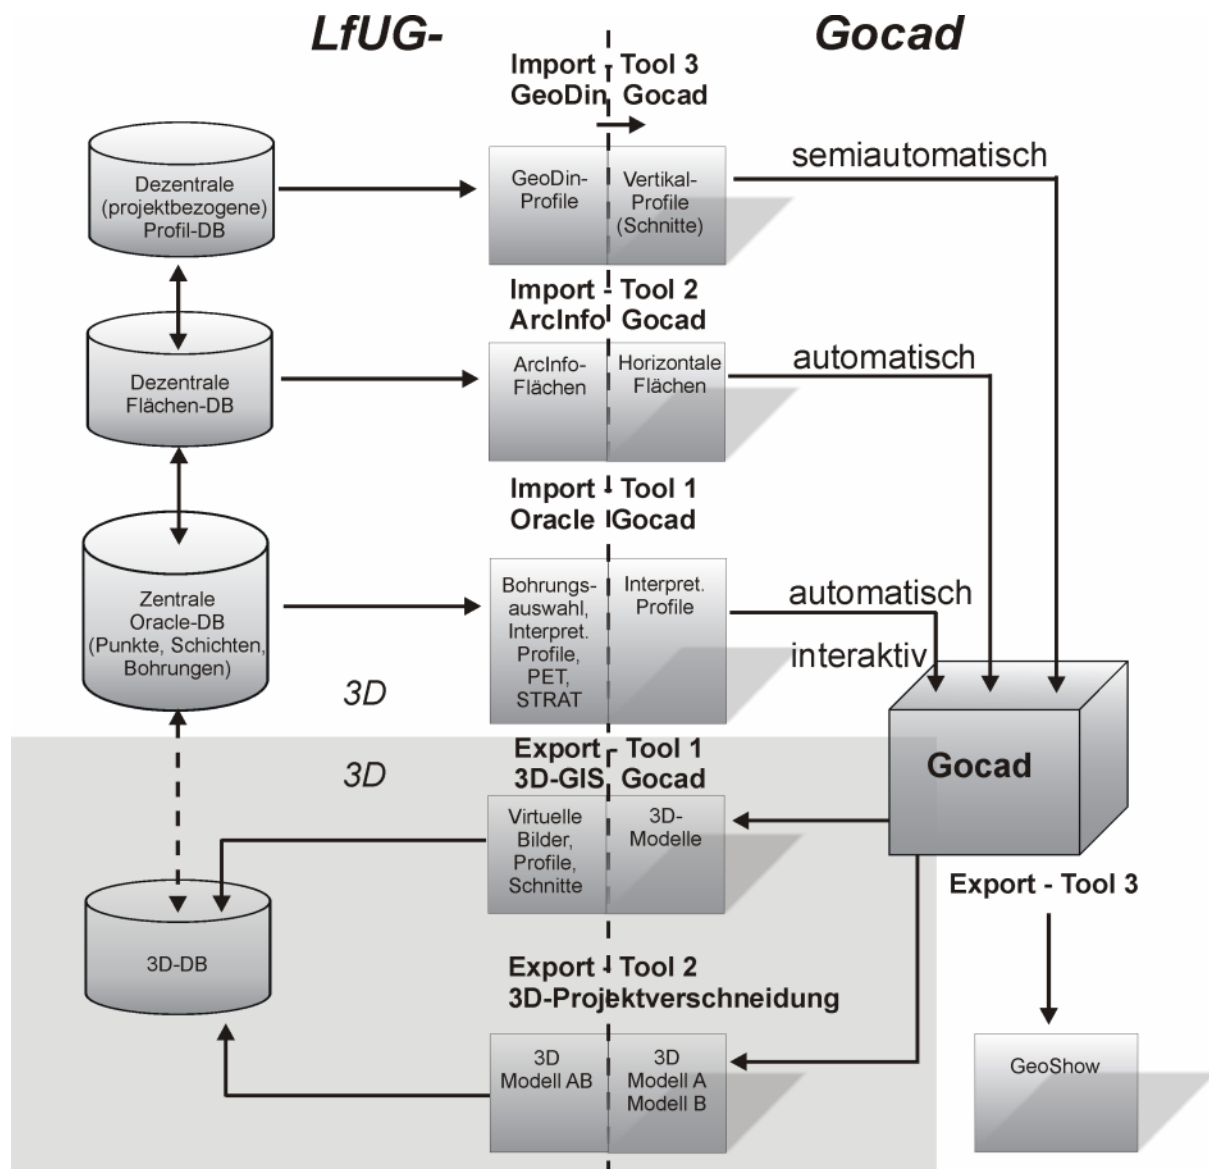 LfUG-
Gocad
Import - Tool 3
GeoDin Gocad
Dezentrale
(projektbezogene)
Profil-DB
GeoDin-
Profile
Vertikal-
Profile
(Schnitte)
semiautomatisch
Import - Tool 2
ArcInfo Gocad
Dezentrale
Flächen-DB
ArcInfo-
Flächen
Horizontale
Flächen
automatisch
Import - Tool 1
Oracle Gocad
Zentrale
Oracle-DB
(Punkte, Schichten,
Bohrungen)
Bohrungs-
auswahl,
Interpret.
Profile,
PET,
STRAT
Interpret.
Profile
automatisch
interaktiv
3D
Gocad
3D
Export - Tool 1
3D-GIS Gocad
Virtuelle
Bilder,
Profile,
Schnitte
3D-
Modelle
Export - Tool 3
3D-DB
Export - Tool 2
3D-Projektverschneidung
3D
Modell AB
3D
Modell A
Modell B
GeoShow